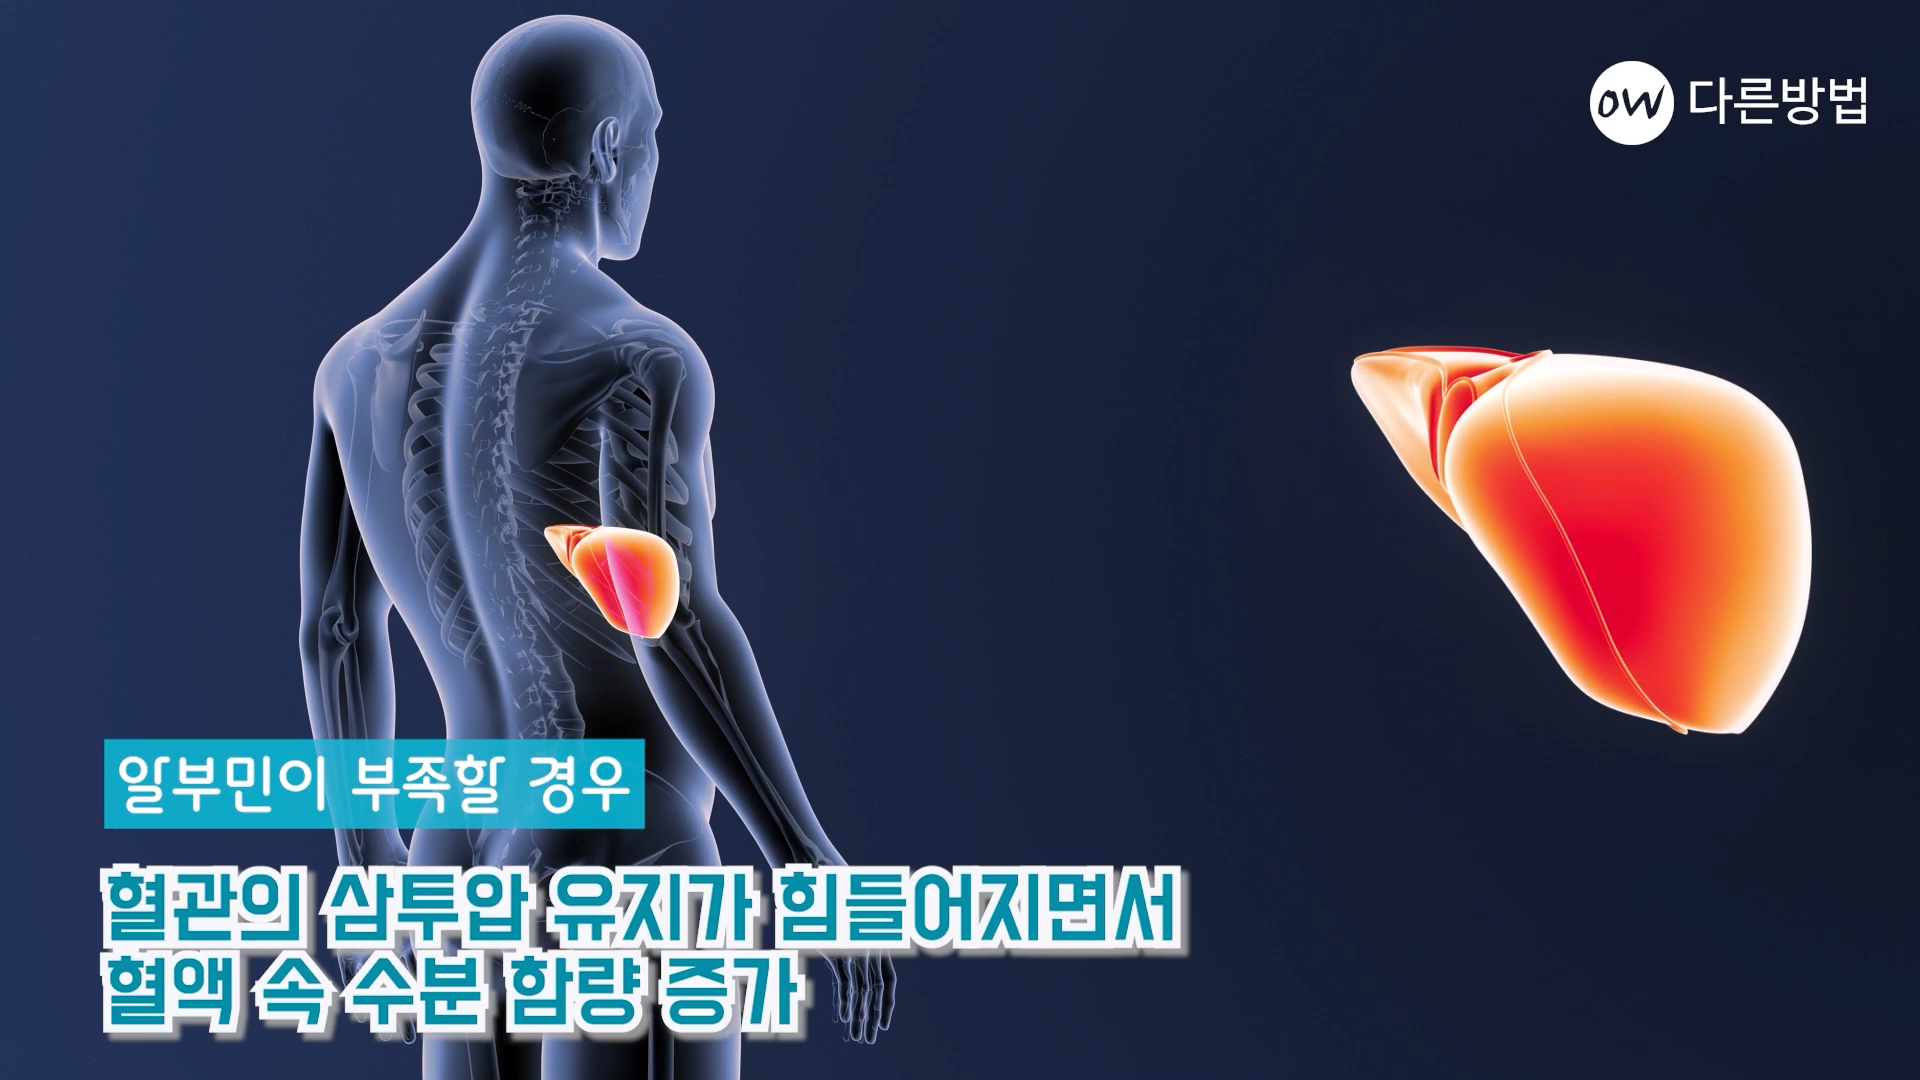 OW 다른방법
알부민이 부족할 경우
혈관의 삼투압 유지가 힘들어지면서
혈액 속 수분 함량 증가